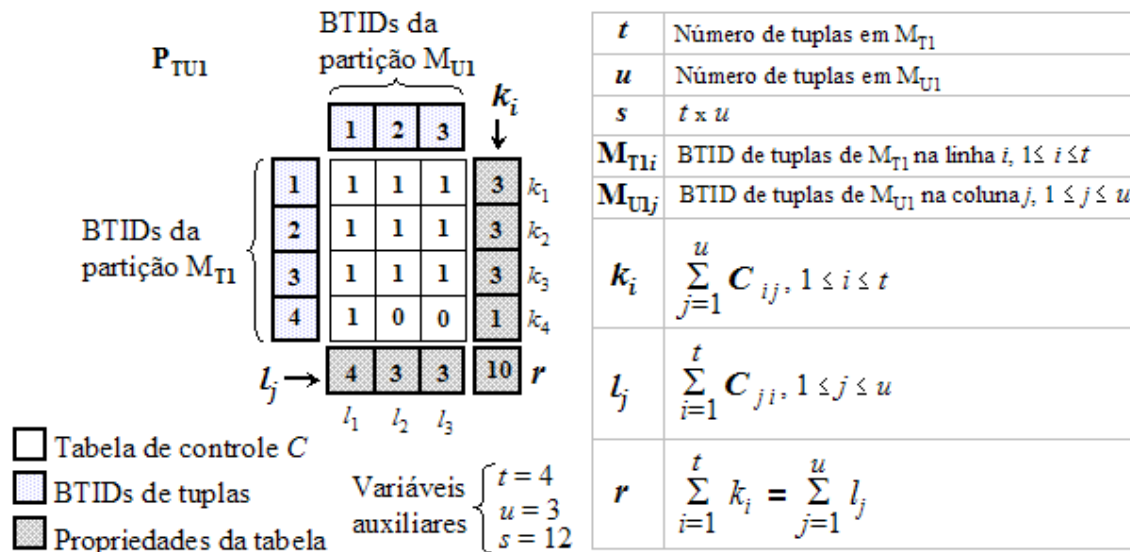 P_TU1
BTIDs da
partição M_U1
k_i
1 2 3
BTIDs da
partição M_T1
1 1 1 1 3 k_1
2 1 1 1 3 k_2
3 1 1 1 3 k_3
4 1 0 0 1 k_4
l_j → 4 3 3 10 r
l_1 l_2 l_3
Tabela de controle C
BTIDs de tuplas
Propriedades da tabela
Variáveis
auxiliares
t = 4
u = 3
s = 12
t Número de tuplas em M_T1
u Número de tuplas em M_U1
s t x u
M_T1i BTID de tuplas de M_T1 na linha i, 1≤ i ≤t
M_U1j BTID de tuplas de M_U1 na coluna j, 1 ≤ j ≤ u
k_i ∑_{j=1}^{u} C_ij, 1 ≤ i ≤ t
l_j ∑_{i=1}^{t} C_ji, 1 ≤ j ≤ u
r ∑_{i=1}^{t} k_i = ∑_{j=1}^{u} l_j